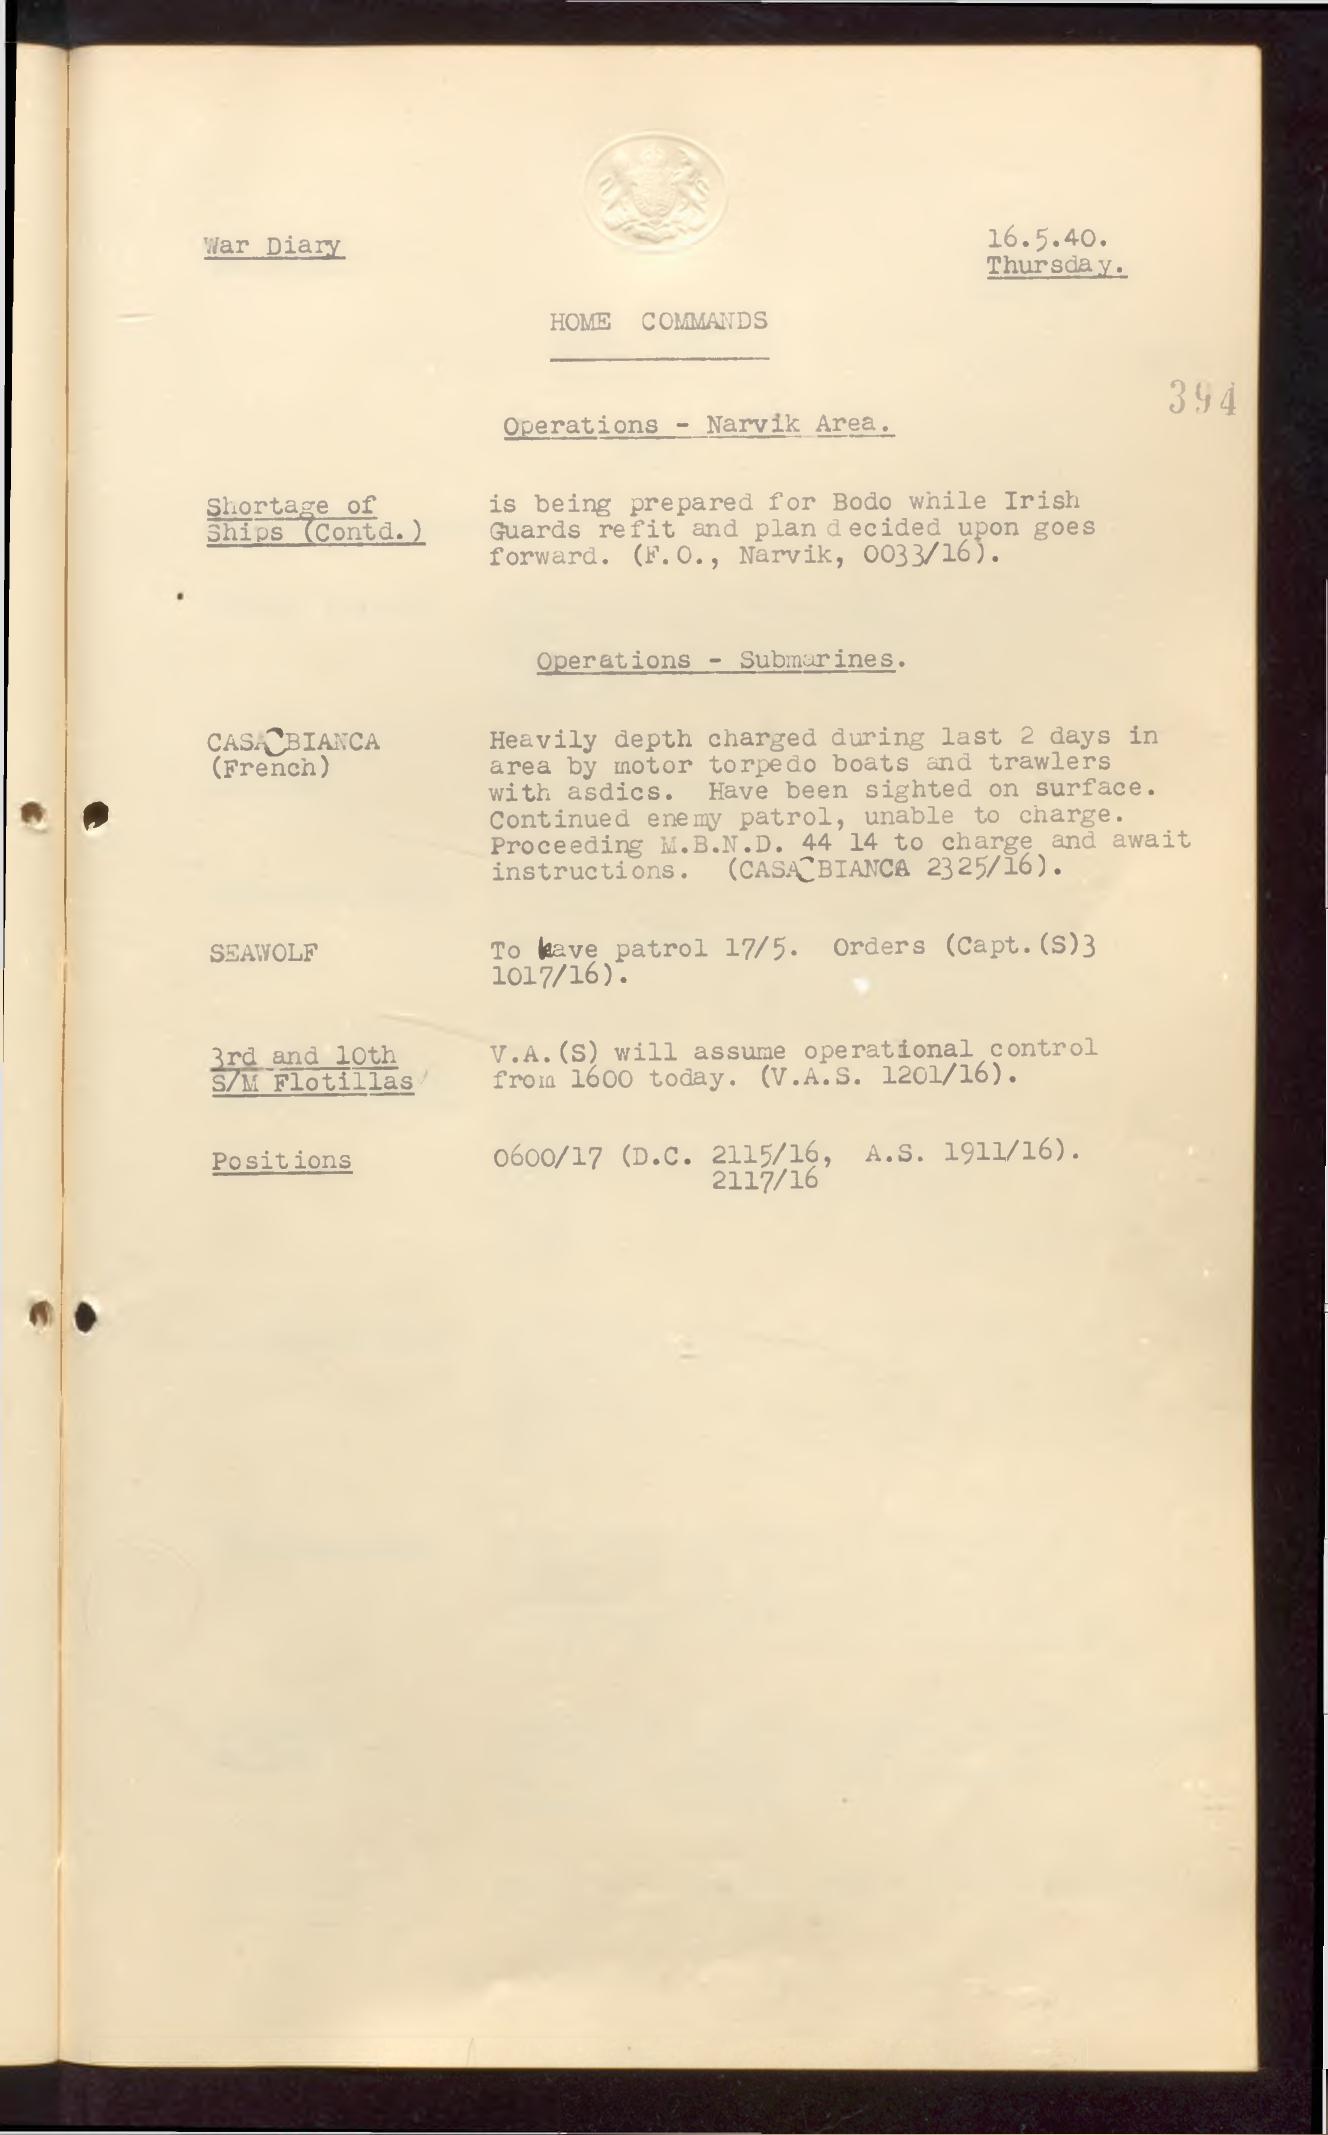 War Diary
16.5.40.
Thursday.
HOME COMMANDS
394
Operations - Narvik Area.
Shortage of
Ships (Contd.)
is being prepared for Bodo while Irish
Guards refit and plan decided upon goes
forward. (F.O., Narvik, 0033/16).
Operations - Submarines.
CASABIANCA
(French)
Heavily depth charged during last 2 days in
area by motor torpedo boats and trawlers
with asdics. Have been sighted on surface.
Continued enemy patrol, unable to charge.
Proceeding M.B.N.D. 44 14 to charge and await
instructions. (CASABIANCA 2325/16).
SEAWOLF
To leave patrol 17/5. Orders (Capt.(S)3
1017/16).
3rd and 10th
S/M Flotillas
V.A.(S) will assume operational control
from 1600 today. (V.A.S. 1201/16).
Positions
0600/17 (D.C. 2115/16, A.S. 1911/16).
2117/16